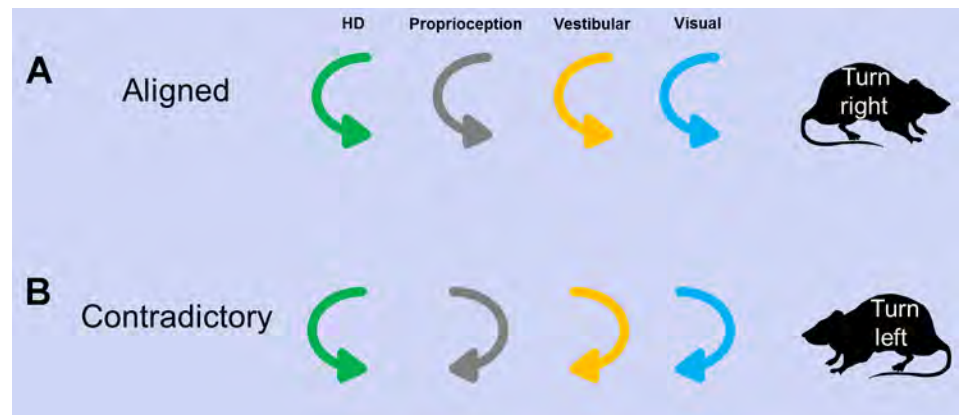 HD Proprioception Vestibular Visual
A Aligned Turn
right
B Contradictory Turn
left